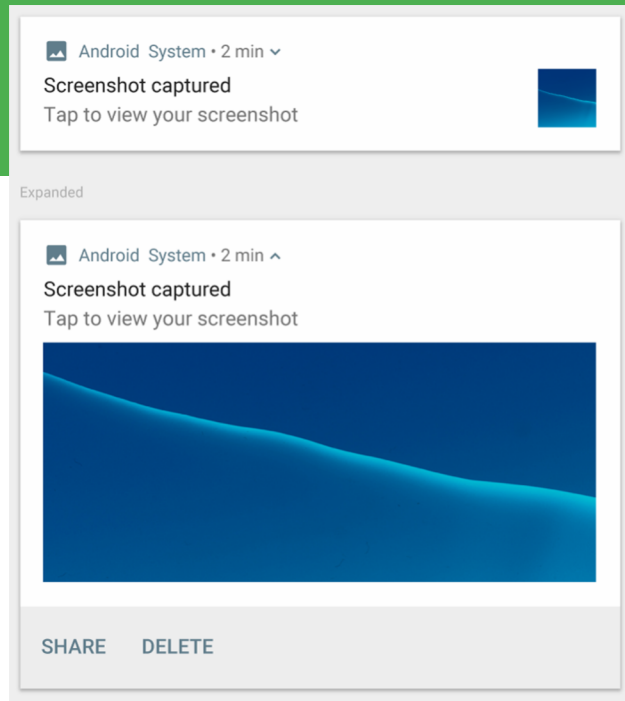 Android System • 2 min
Screenshot captured
Tap to view your screenshot
Expanded
Android System • 2 min
Screenshot captured
Tap to view your screenshot
SHARE DELETE